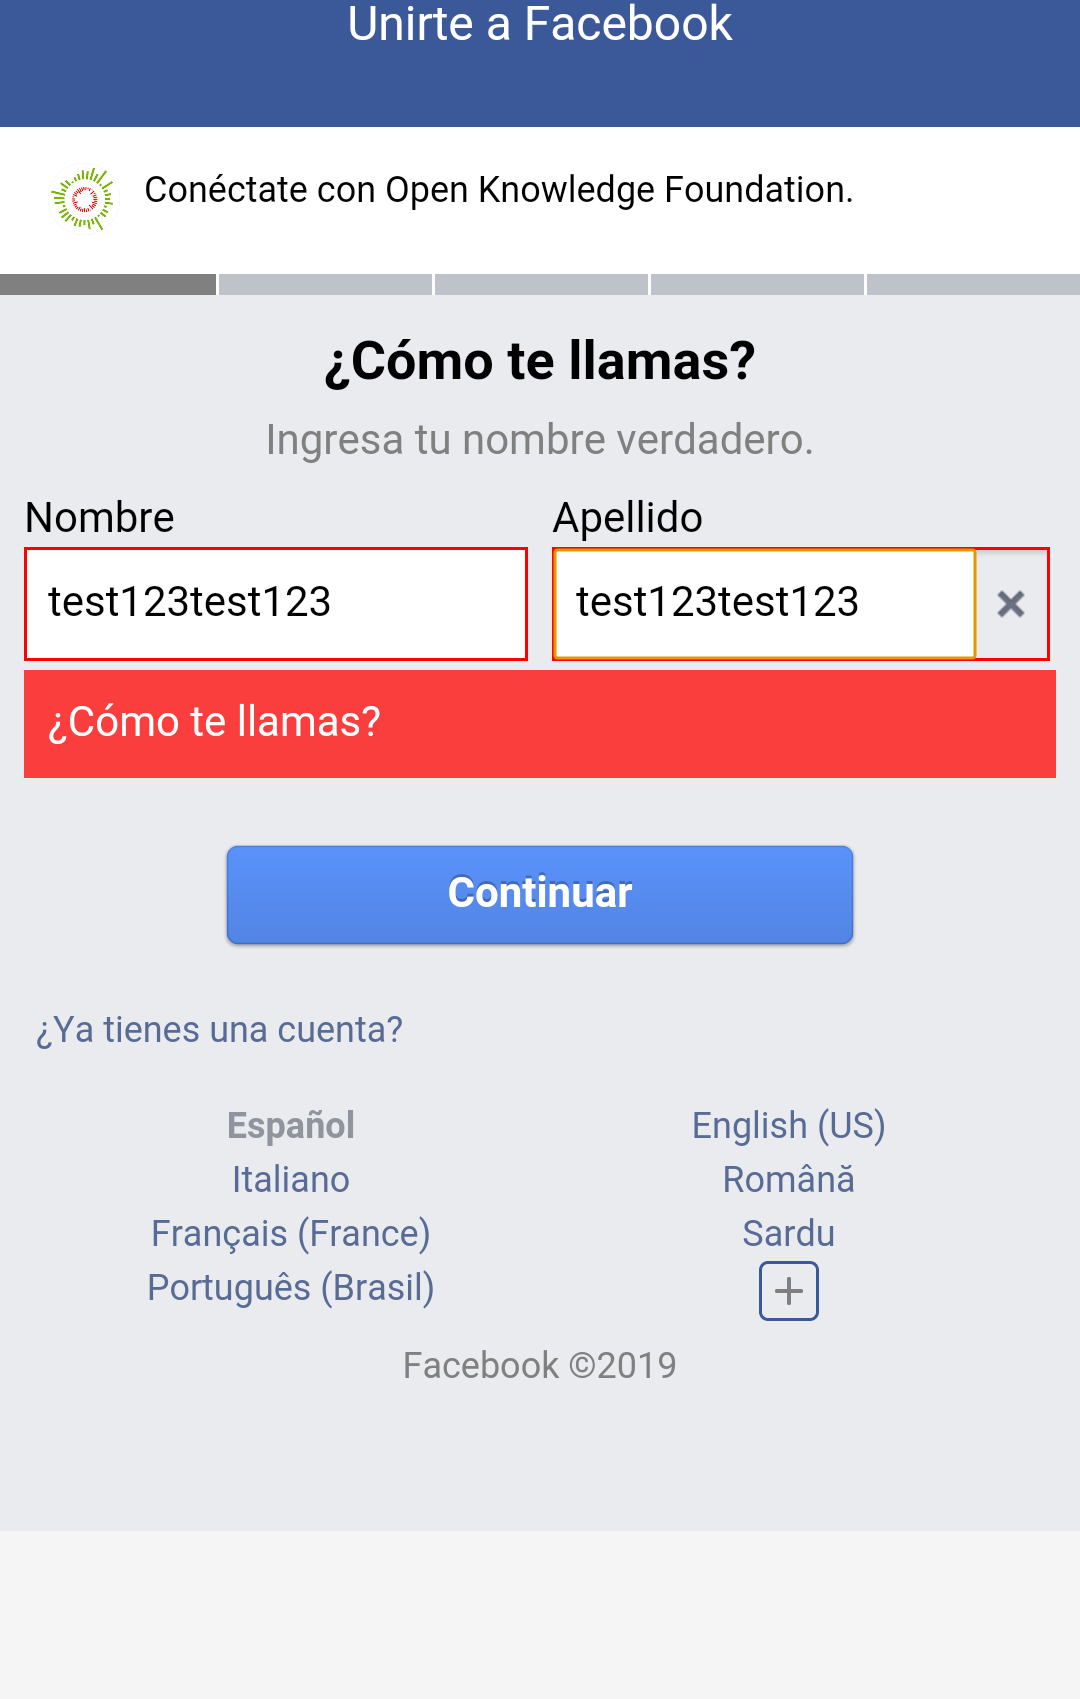 Unirte a Facebook
Conéctate con Open Knowledge Foundation.
¿Cómo te llamas?
Ingresa tu nombre verdadero.
Nombre Apellido
test123test123 test123test123
¿Cómo te llamas?
Continuar
¿Ya tienes una cuenta?
Español English (US)
Italiano Română
Français (France) Sardu
Português (Brasil)
Facebook ©2019